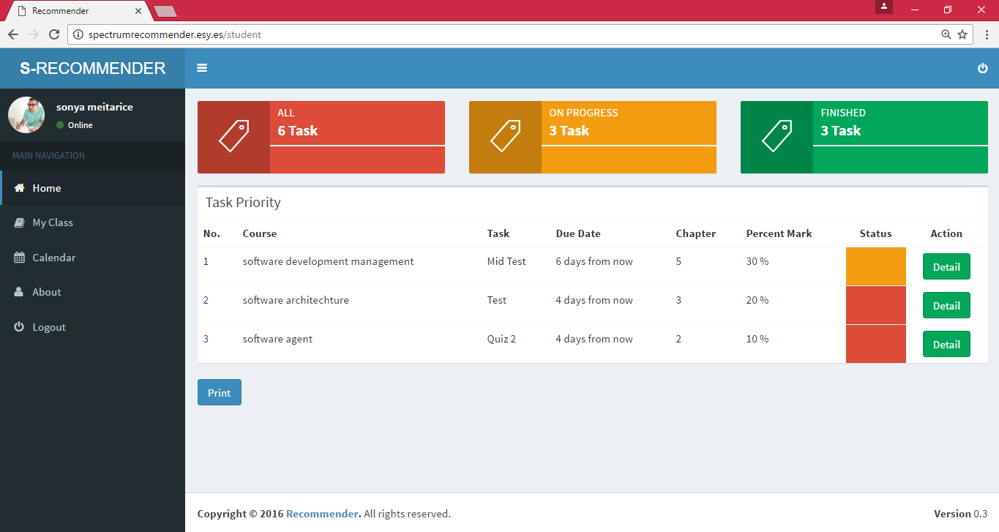 Recommender
spectrumrecommender.esy.es/student
S-RECOMMENDER
sonya meitarice
Online
MAIN NAVIGATION
Home
My Class
Calendar
About
Logout
ALL
6 Task
ON PROGRESS
3 Task
FINISHED
3 Task
Task Priority
No. Course Task Due Date Chapter Percent Mark Status Action
1 software development management Mid Test 6 days from now 5 30 % Detail
2 software architechture Test 4 days from now 3 20 % Detail
3 software agent Quiz 2 4 days from now 2 10 % Detail
Print
Copyright © 2016 Recommender. All rights reserved. Version 0.3